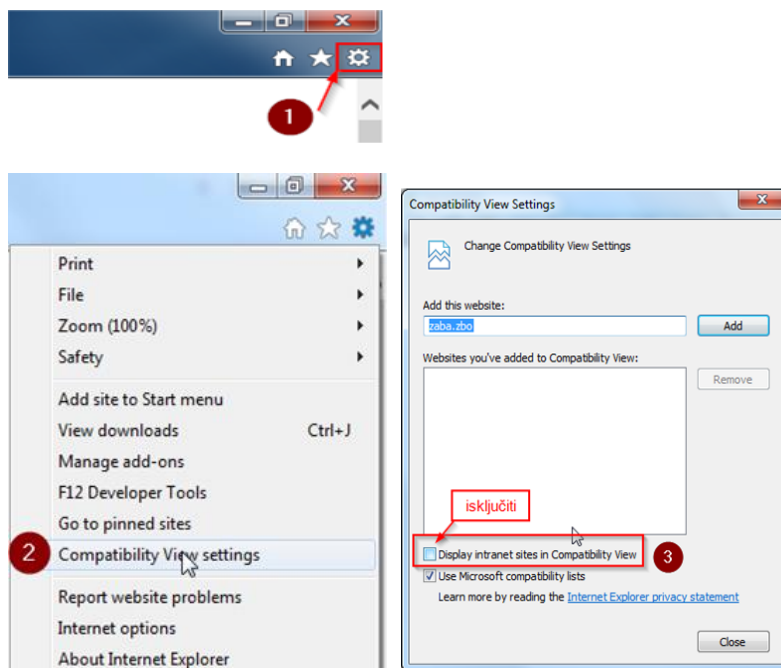 1
Print
File
Zoom (100%)
Safety
Add site to Start menu
View downloads Ctrl+J
Manage add-ons
F12 Developer Tools
Go to pinned sites
2 Compatibility View settings
Report website problems
Internet options
About Internet Explorer
Compatibility View Settings
Change Compatibility View Settings
Add this website:
zaba.zbo Add
Websites you've added to Compatibility View:
Remove
isključiti
Display intranet sites in Compatibility View 3
Use Microsoft compatibility lists
Learn more by reading the Internet Explorer privacy statement
Close